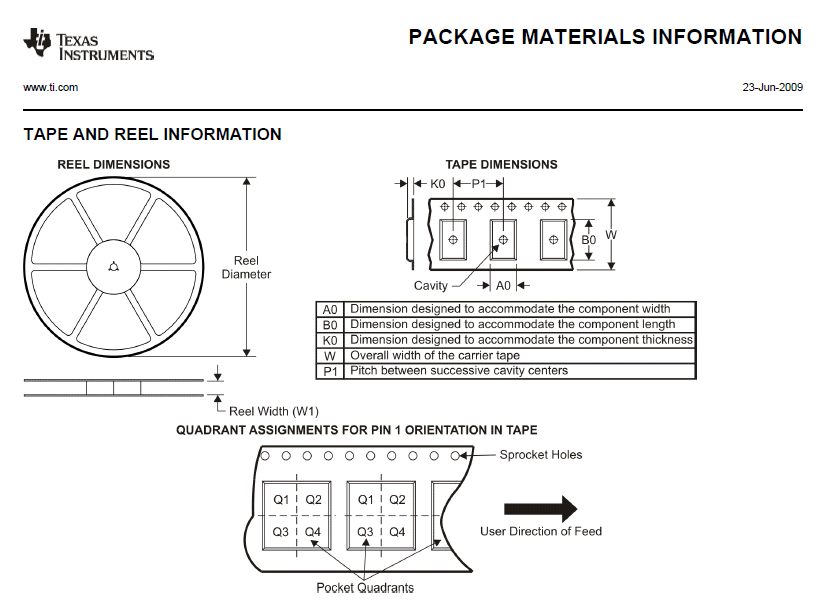 TEXAS
INSTRUMENTS
PACKAGE MATERIALS INFORMATION
www.ti.com
23-Jun-2009
TAPE AND REEL INFORMATION
REEL DIMENSIONS
TAPE DIMENSIONS
K0
P1
Reel
Diameter
B0
W
Cavity
A0
A0 Dimension designed to accommodate the component width
B0 Dimension designed to accommodate the component length
K0 Dimension designed to accommodate the component thickness
W Overall width of the carrier tape
P1 Pitch between successive cavity centers
Reel Width (W1)
QUADRANT ASSIGNMENTS FOR PIN 1 ORIENTATION IN TAPE
Sprocket Holes
Q1 Q2 Q1 Q2
Q3 Q4 Q3 Q4
User Direction of Feed
Pocket Quadrants